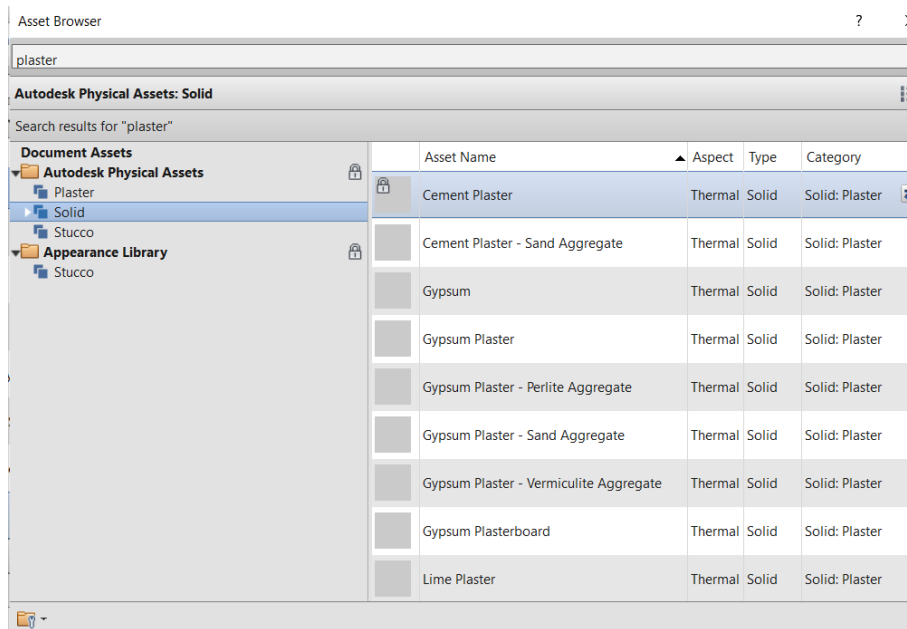 Asset Browser
?
plaster
Autodesk Physical Assets: Solid
Search results for "plaster"
Document Assets
Autodesk Physical Assets
Plaster
Solid
Stucco
Appearance Library
Stucco
Asset Name Aspect Type Category
Cement Plaster Thermal Solid Solid: Plaster
Cement Plaster - Sand Aggregate Thermal Solid Solid: Plaster
Gypsum Thermal Solid Solid: Plaster
Gypsum Plaster Thermal Solid Solid: Plaster
Gypsum Plaster - Perlite Aggregate Thermal Solid Solid: Plaster
Gypsum Plaster - Sand Aggregate Thermal Solid Solid: Plaster
Gypsum Plaster - Vermiculite Aggregate Thermal Solid Solid: Plaster
Gypsum Plasterboard Thermal Solid Solid: Plaster
Lime Plaster Thermal Solid Solid: Plaster